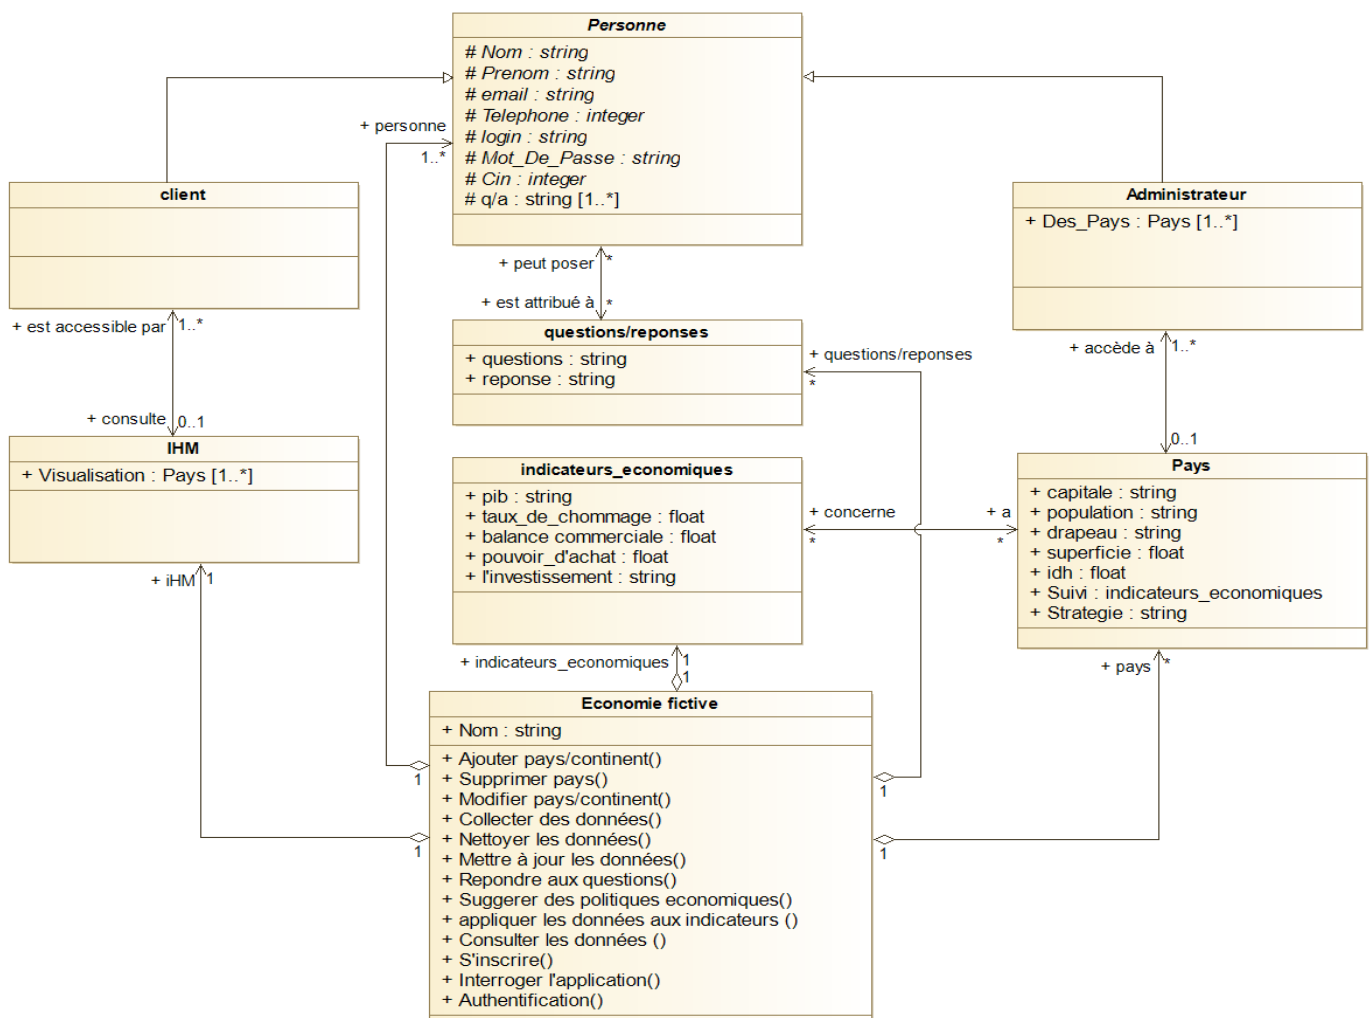 Personne
# Nom : string
# Prenom : string
# email : string
# Telephone : integer
# login : string
# Mot_De_Passe : string
# Cin : integer
# q/a : string [1..*]
+ personne
1..*
client
Administrateur
+ Des_Pays : Pays [1..*]
+ peut poser
*
+ est attribué à
*
+ est accessible par
1..*
questions/reponses
+ questions : string
+ reponse : string
+ questions/reponses
*
+ accède à
1..*
+ consulte
0..1
0..1
IHM
+ Visualisation : Pays [1..*]
indicateurs_economiques
+ pib : string
+ taux_de_chommage : float
+ balance commerciale : float
+ pouvoir_d'achat : float
+ l'investissement : string
+ concerne
*
+ a
*
Pays
+ capitale : string
+ population : string
+ drapeau : string
+ superficie : float
+ idh : float
+ Suivi : indicateurs_economiques
+ Strategie : string
+ iHM
1
+ indicateurs_economiques
1
1
+ pays
*
Economie fictive
+ Nom : string
+ Ajouter pays/continent()
+ Supprimer pays()
+ Modifier pays/continent()
+ Collecter des données()
+ Nettoyer les données()
+ Mettre à jour les données()
+ Repondre aux questions()
+ Suggerer des politiques economiques()
+ appliquer les données aux indicateurs ()
+ Consulter les données ()
+ S'inscrire()
+ Interroger l'application()
+ Authentification()
1
1
1
1